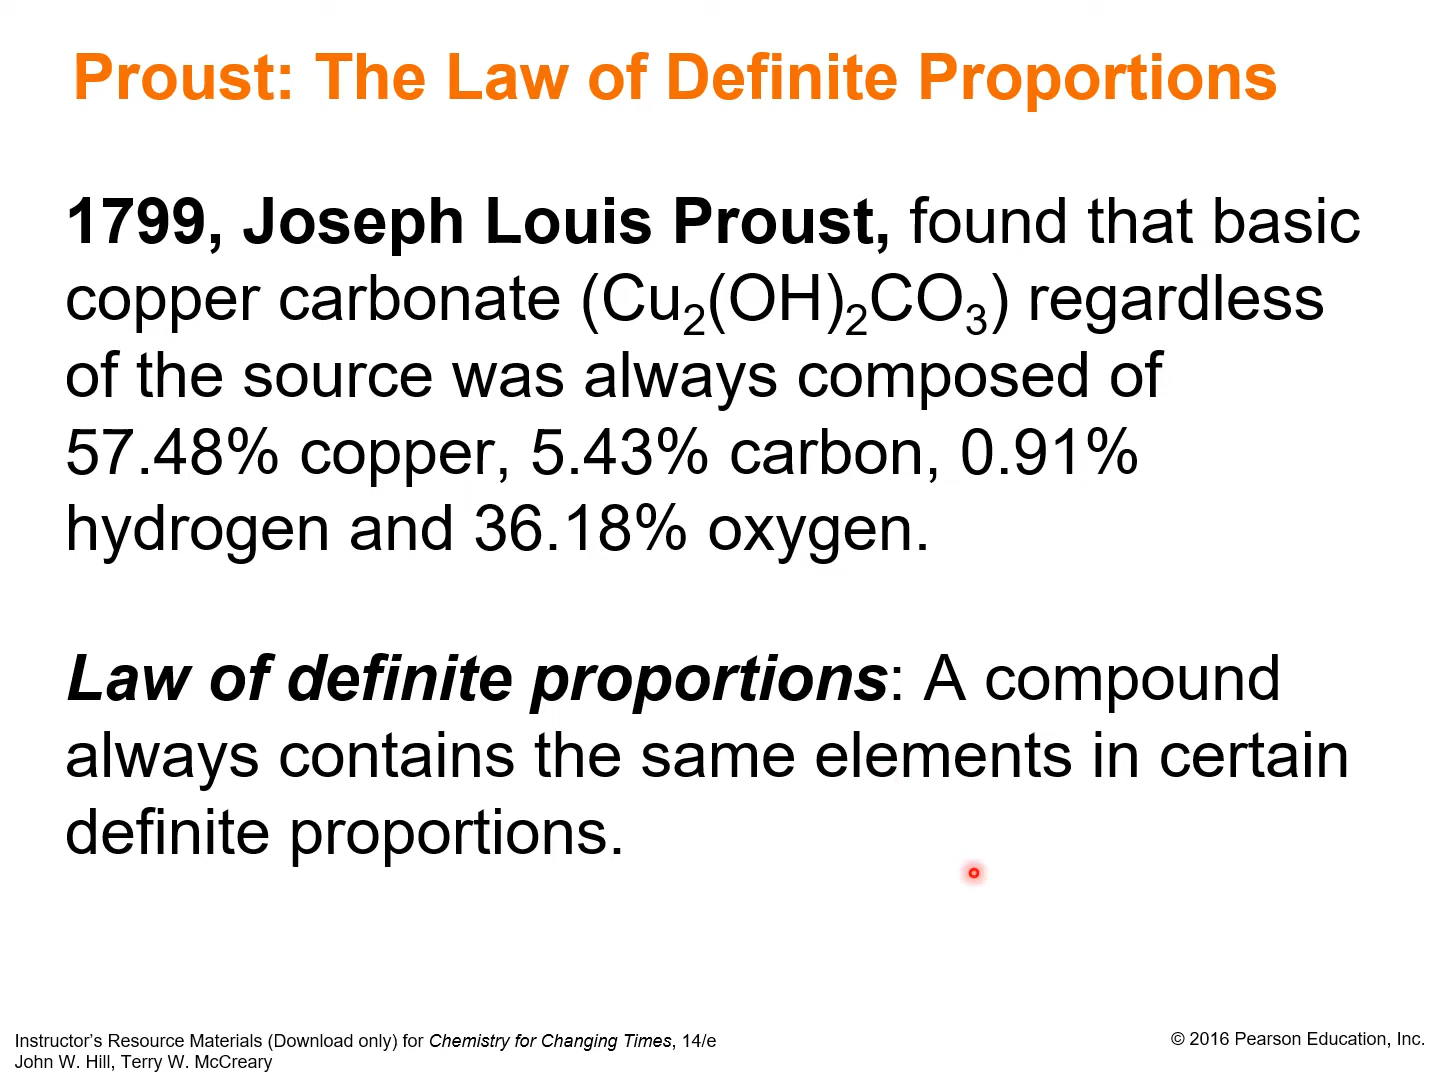 Proust: The Law of Definite Proportions
1799, Joseph Louis Proust, found that basic
copper carbonate (Cu₂(OH)₂CO₃) regardless
of the source was always composed of
57.48% copper, 5.43% carbon, 0.91%
hydrogen and 36.18% oxygen.
Law of definite proportions: A compound
always contains the same elements in certain
definite proportions.
Instructor’s Resource Materials (Download only) for Chemistry for Changing Times, 14/e
John W. Hill, Terry W. McCreary
© 2016 Pearson Education, Inc.